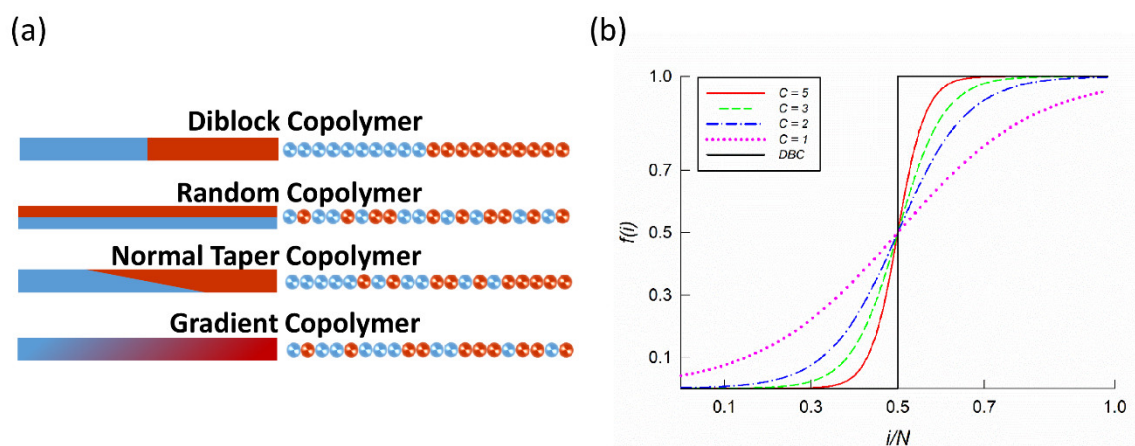 (a)
Diblock Copolymer
Random Copolymer
Normal Taper Copolymer
Gradient Copolymer
(b)
C = 5
C = 3
C = 2
C = 1
DBC
1.0
0.7
0.5
0.3
0.1
f(i)
0.1 0.3 0.5 0.7 1.0
i/N